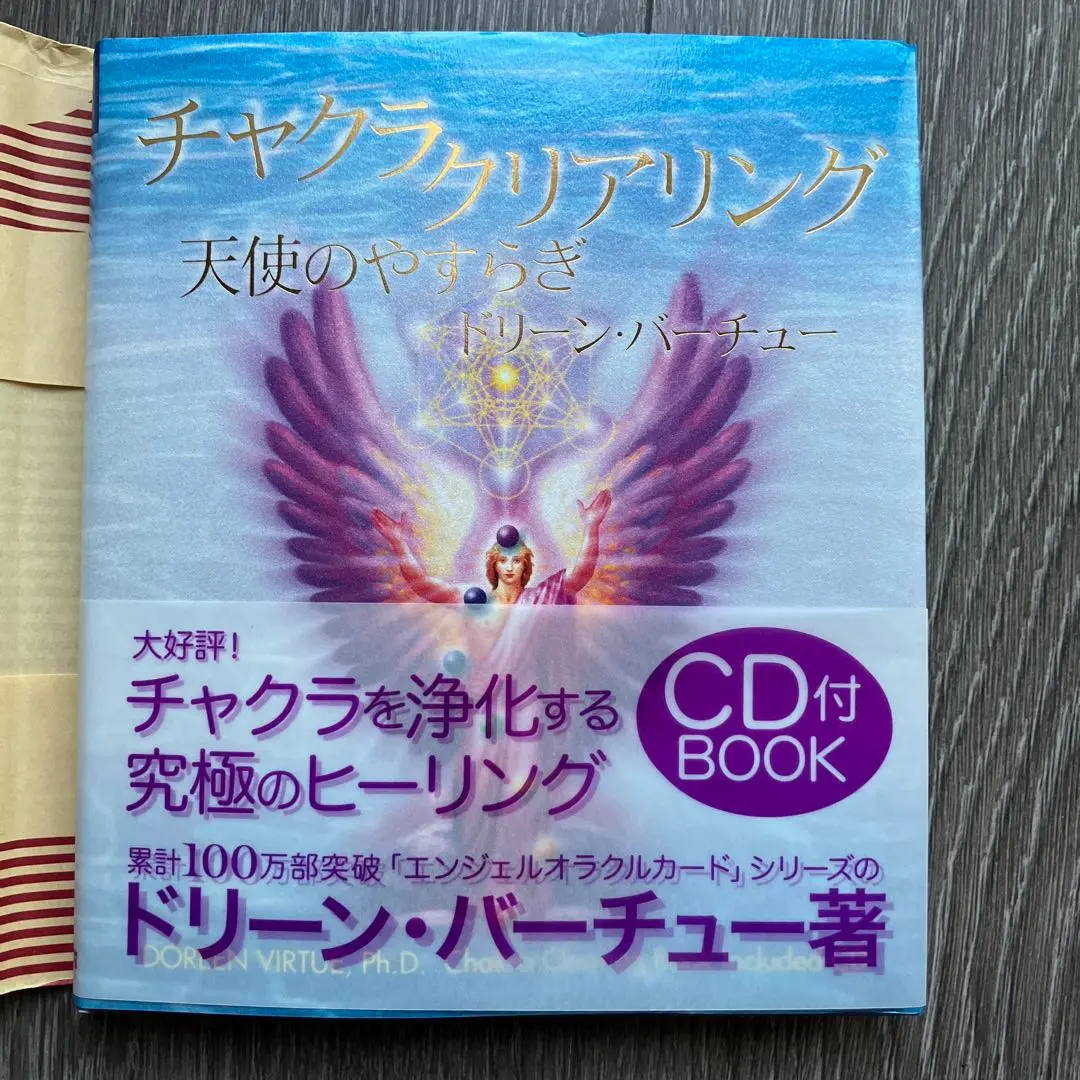 チャクラ
クリアリング
天使のやすらぎ
ドリーン・バーチュー
大好評!
チャクラを浄化する
究極のヒーリング
CD付
BOOK
累計100万部突破「エンジェルオラクルカード」シリーズの
ドリーン・バーチュー著
DOREEN VIRTUE, Ph.D.